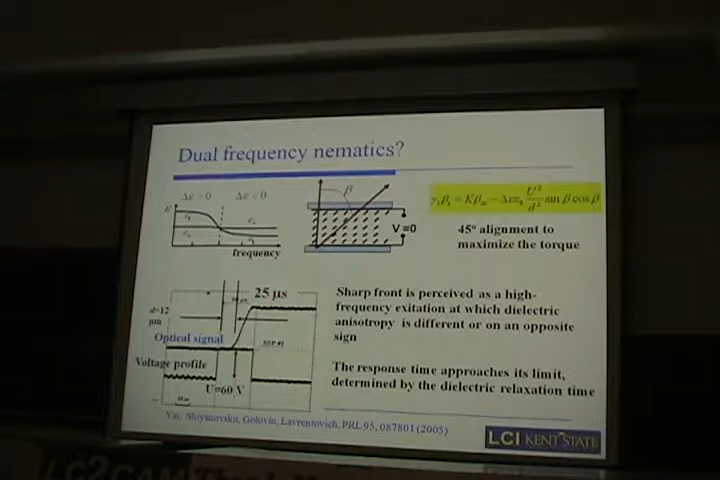 Dual frequency nematics?
Δε>0 Δε<0
β
V=0
frequency
45° alignment to
maximize the torque
25 μs
d=12
μm
Optical signal
Voltage profile
U=60 V
Sharp front is perceived as a high-
frequency exitation at which dielectric
anisotropy is different or on an opposite
sign
The response time approaches its limit,
determined by the dielectric relaxation time
Golovin, Lavrentovich, PRL 95, 087801 (2005)
LCI KENT STATE